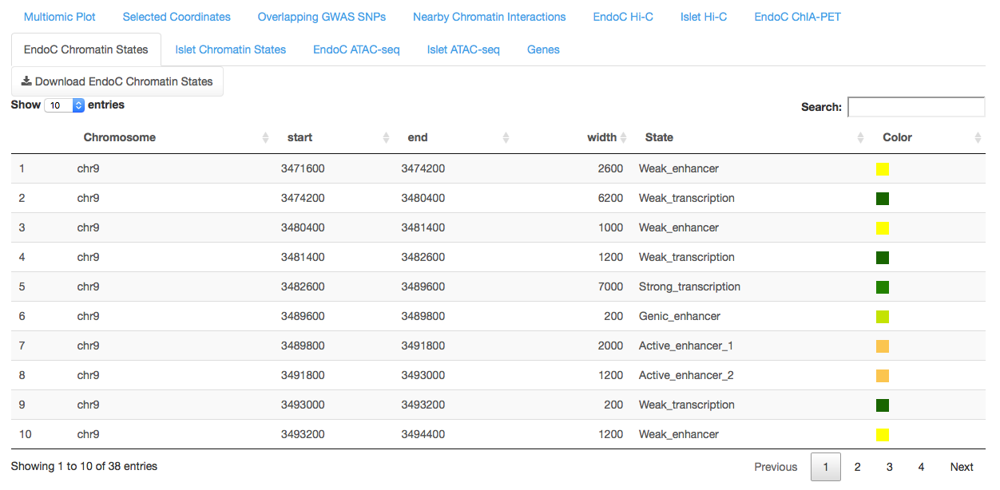 Multiomic Plot Selected Coordinates Overlapping GWAS SNPs Nearby Chromatin Interactions EndoC Hi-C Islet Hi-C EndoC ChIA-PET
EndoC Chromatin States Islet Chromatin States EndoC ATAC-seq Islet ATAC-seq Genes
Download EndoC Chromatin States
Show 10 entries Search:
Chromosome start end width State Color
1 chr9 3471600 3474200 2600 Weak_enhancer
2 chr9 3474200 3480400 6200 Weak_transcription
3 chr9 3480400 3481400 1000 Weak_enhancer
4 chr9 3481400 3482600 1200 Weak_transcription
5 chr9 3482600 3489600 7000 Strong_transcription
6 chr9 3489600 3489800 200 Genic_enhancer
7 chr9 3489800 3491800 2000 Active_enhancer_1
8 chr9 3491800 3493000 1200 Active_enhancer_2
9 chr9 3493000 3493200 200 Weak_transcription
10 chr9 3493200 3494400 1200 Weak_enhancer
Showing 1 to 10 of 38 entries Previous 1 2 3 4 Next